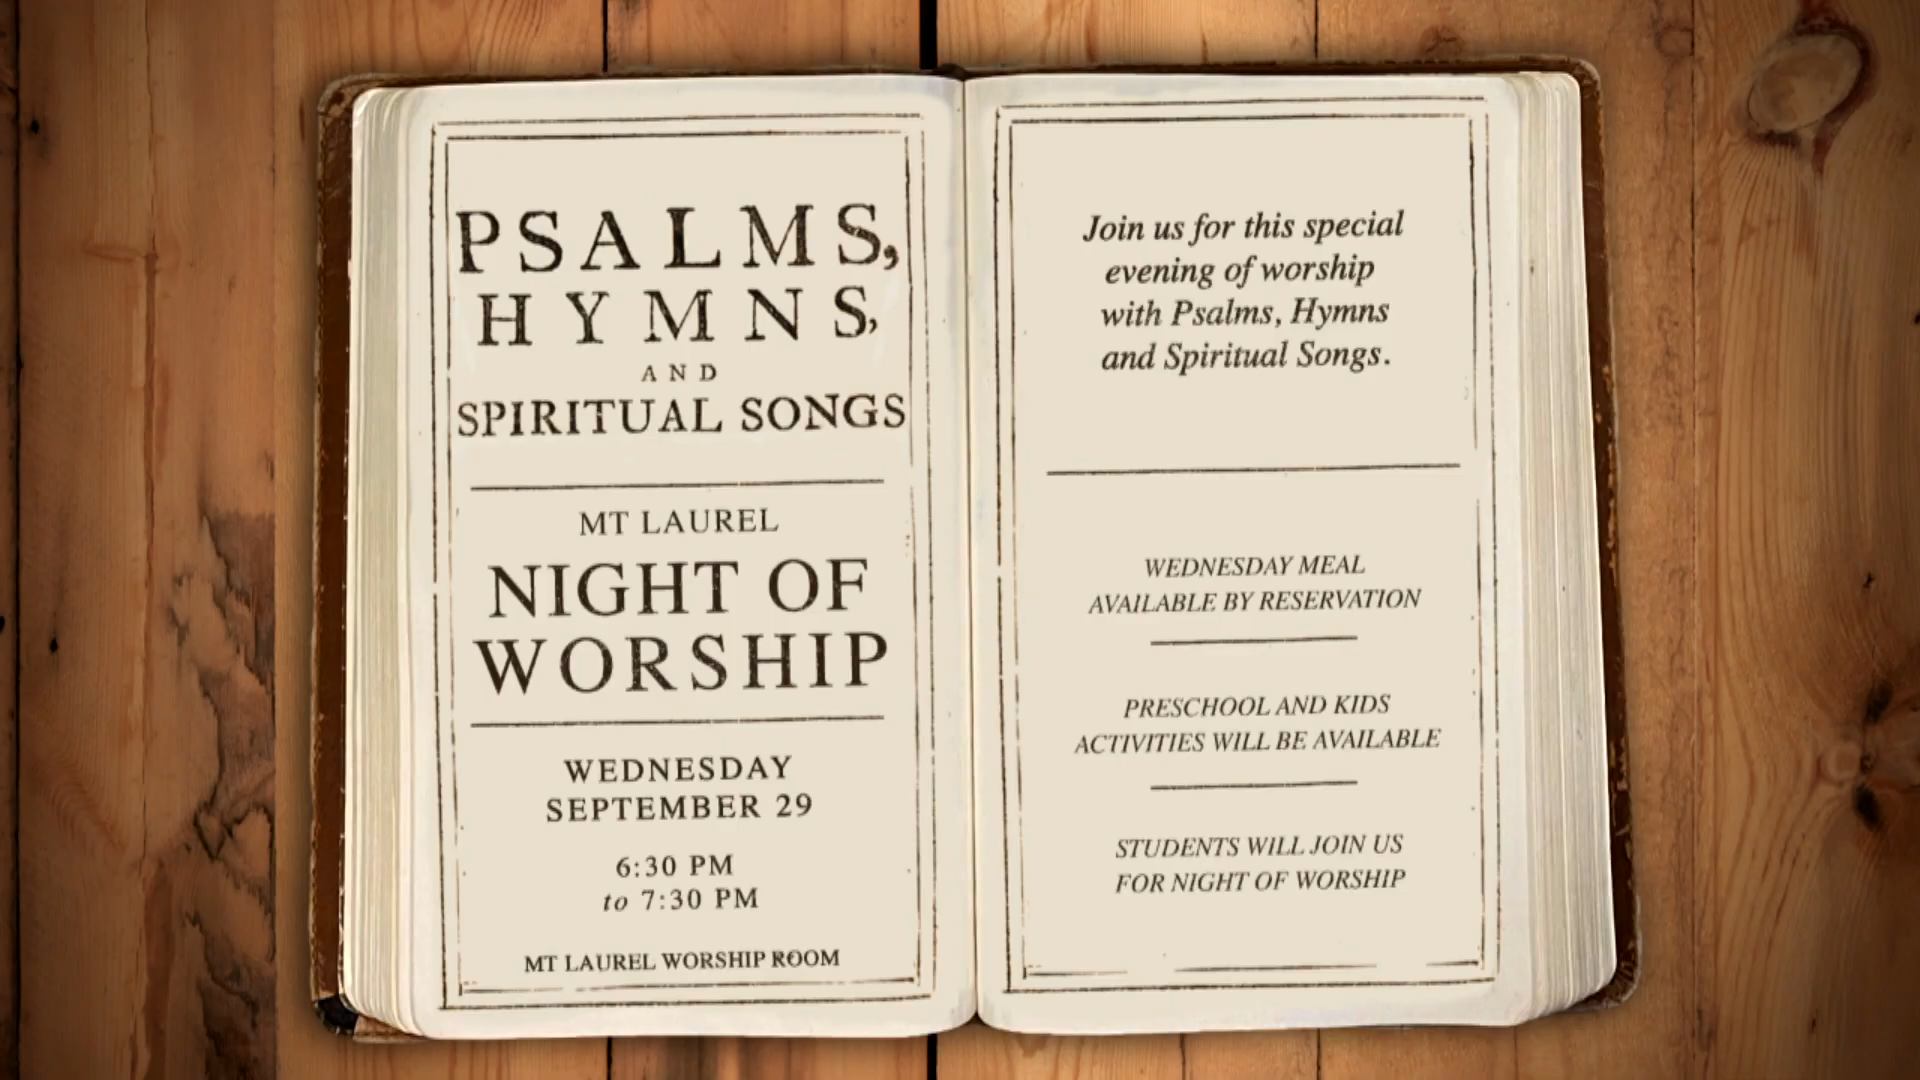 PSALMS,
HYMNS,
AND
SPIRITUAL SONGS
MT LAUREL
NIGHT OF
WORSHIP
WEDNESDAY
SEPTEMBER 29
6:30 PM
to 7:30 PM
MT LAUREL WORSHIP ROOM
Join us for this special
evening of worship
with Psalms, Hymns
and Spiritual Songs.
WEDNESDAY MEAL
AVAILABLE BY RESERVATION
PRESCHOOL AND KIDS
ACTIVITIES WILL BE AVAILABLE
STUDENTS WILL JOIN US
FOR NIGHT OF WORSHIP